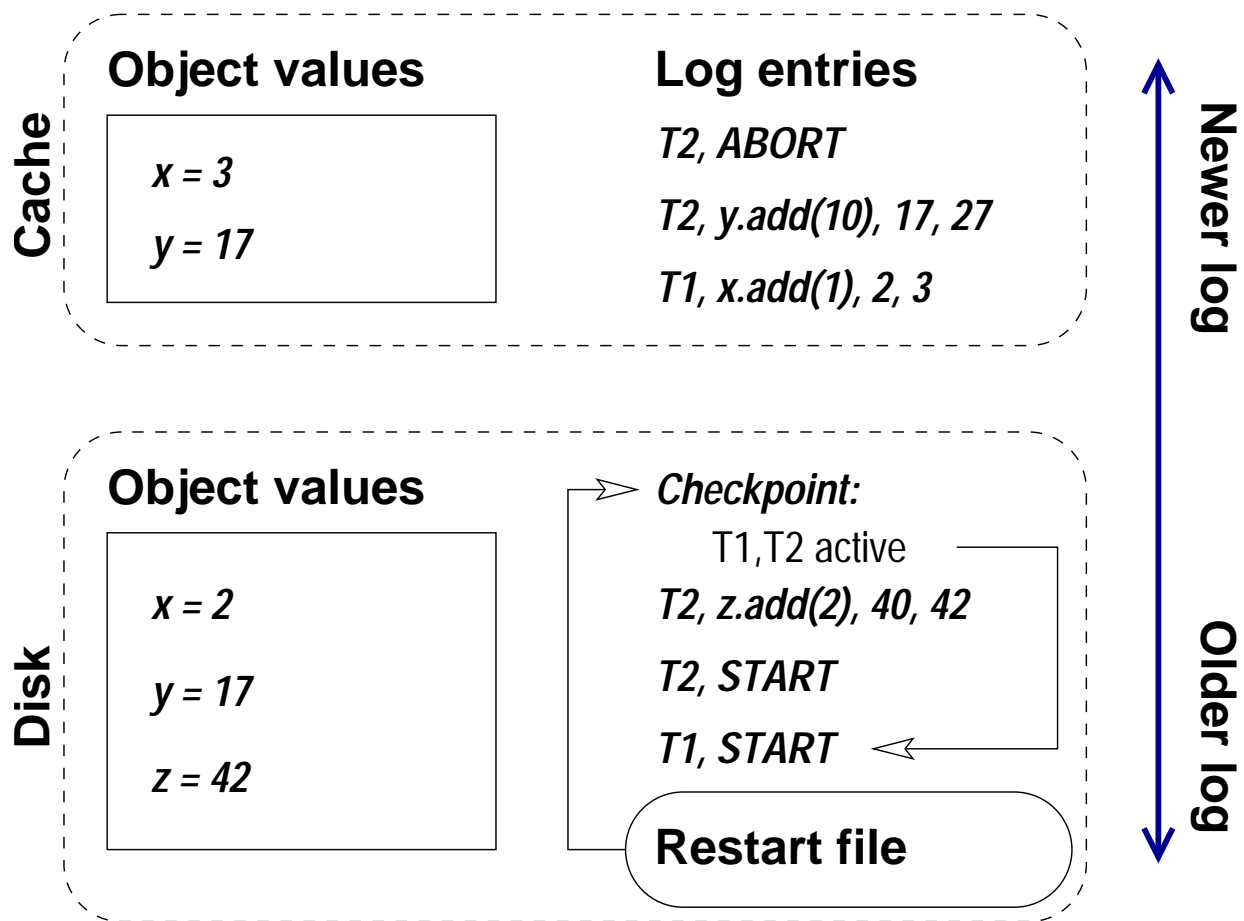 Cache
Object values
x = 3
y = 17
Log entries
T2, ABORT
T2, y.add(10), 17, 27
T1, x.add(1), 2, 3
Newer log
Disk
Object values
x = 2
y = 17
z = 42
Checkpoint:
T1,T2 active
T2, z.add(2), 40, 42
T2, START
T1, START
Restart file
Older log